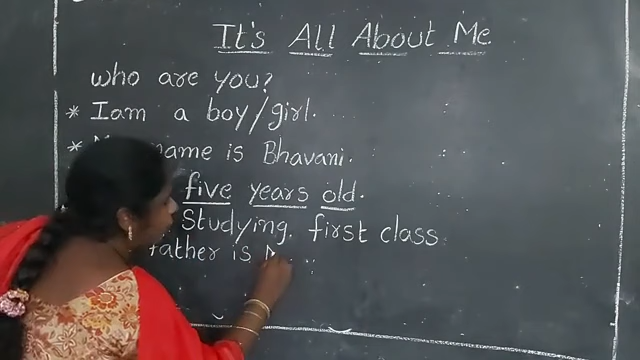 It's All About Me
who are you?
* I am a boy/girl.
* name is Bhavani.
five years old.
Studying. first class
father is